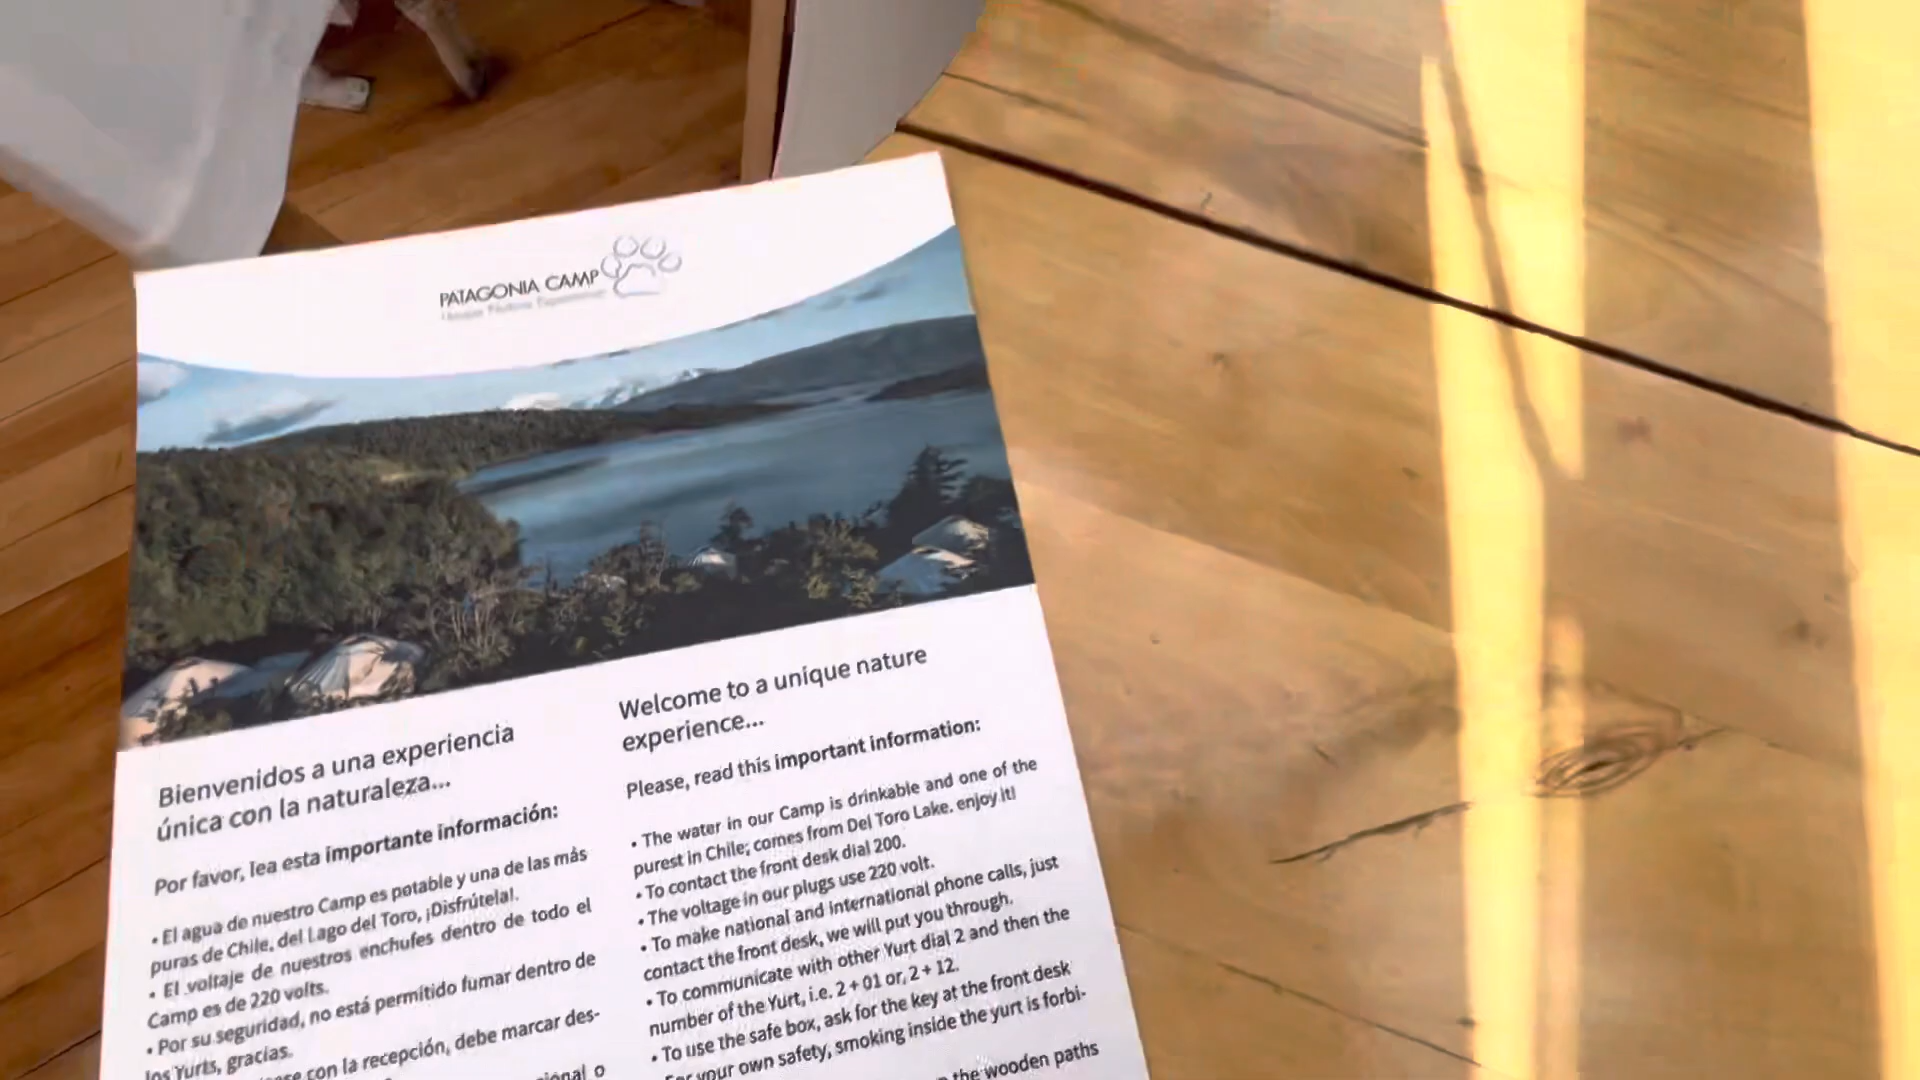 PATAGONIA CAMP
Bienvenidos a una experiencia
única con la naturaleza...
Por favor, lea esta importante información:
• El agua de nuestro Camp es potable y una de las más
puras de Chile, del Lago del Toro, ¡Disfrútela!.
• El voltaje de nuestros enchufes dentro de todo el
Camp es de 220 volts.
• Por su seguridad, no está permitido fumar dentro de
los Yurts, gracias.
con la recepción, debe marcar des-
o
Welcome to a unique nature
experience...
Please, read this important information:
• The water in our Camp is drinkable and one of the
purest in Chile; comes from Del Toro Lake. enjoy it!
• To contact the front desk dial 200.
• The voltage in our plugs use 220 volt.
• To make national and international phone calls, just
contact the front desk, we will put you through.
• To communicate with other Yurt dial 2 and then the
number of the Yurt, i.e. 2 + 01 or, 2 + 12.
• To use the safe box, ask for the key at the front desk
For your own safety, smoking inside the yurt is forbi-
the wooden paths